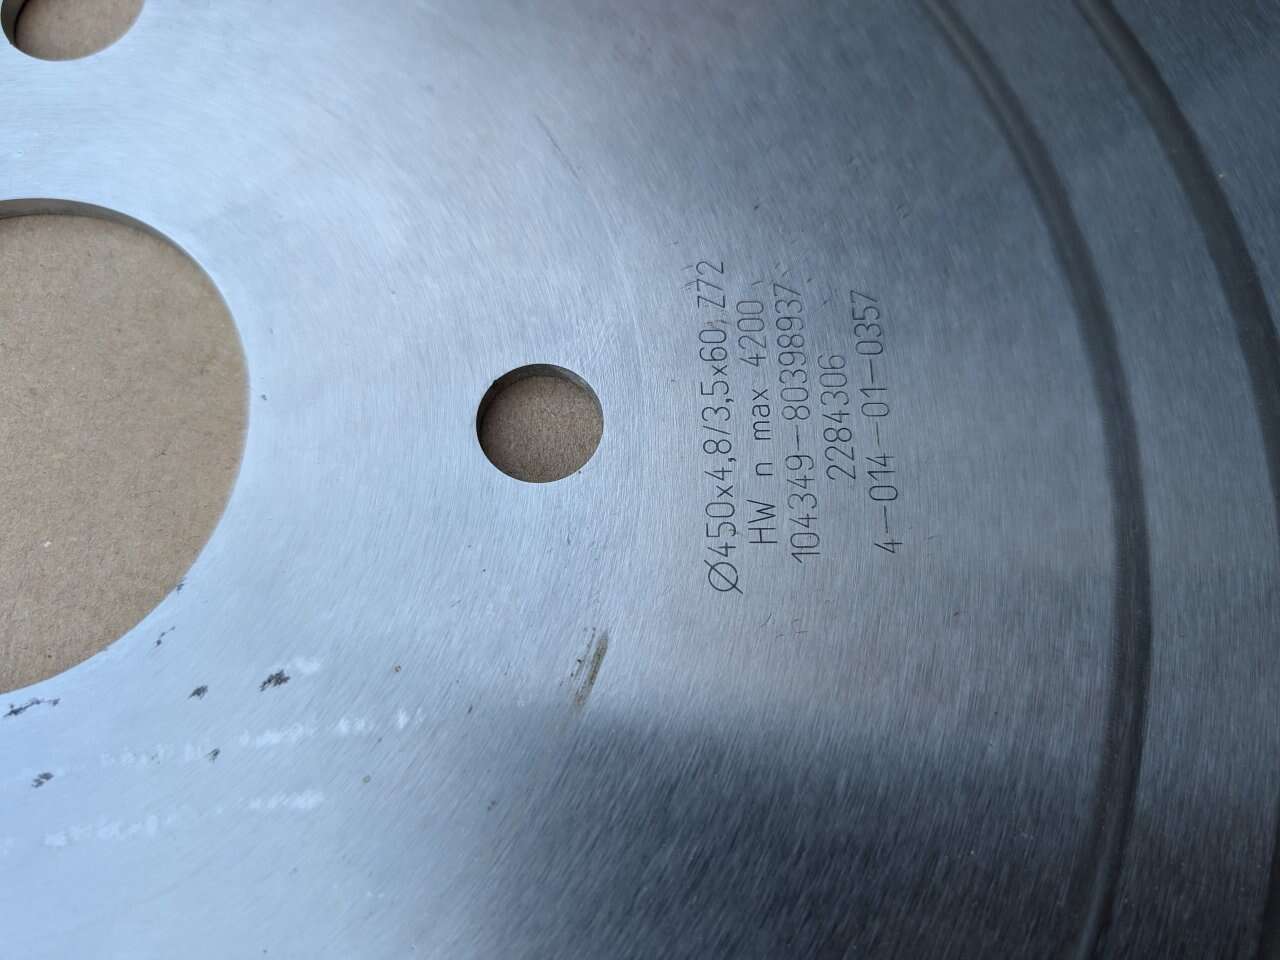 Ø450x4,8/3,5x60, Z72
HW n max 4200
104349-80398937
2284306
4-014-01-0357